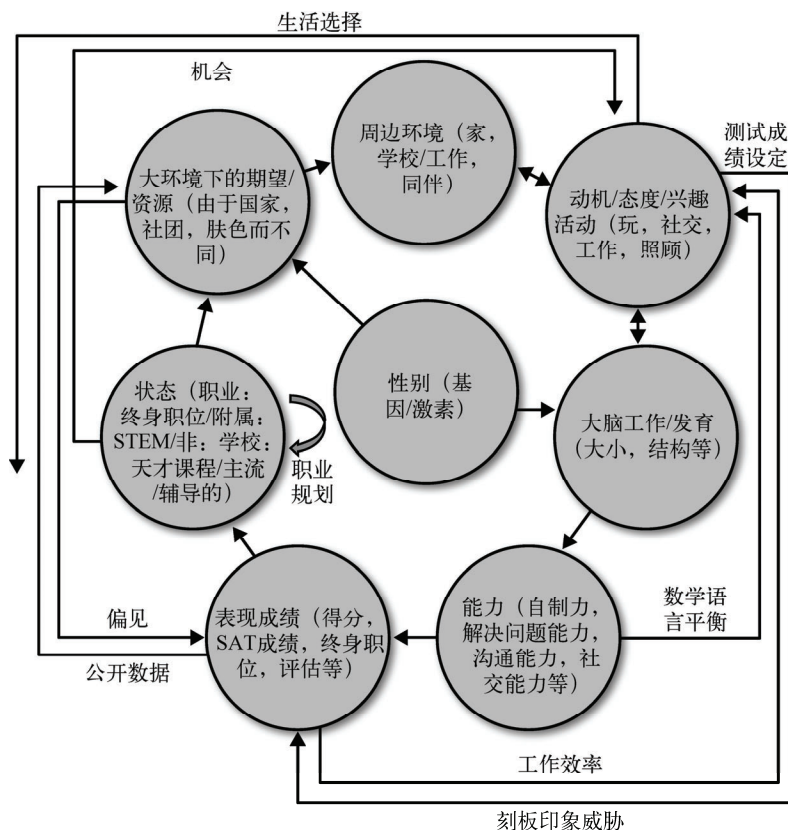 生活选择
机会
周边环境（家，
学校/工作，
同伴）
测试成
绩设定
大环境下的期望/
资源（由于国家，
社团，肤色而不
同）
动机/态度/兴趣
活动（玩，社交，
工作，照顾）
状态（职业：
终身职位/附属：
STEM/非：学校：
天才课程/主流
/辅导的）
职业
规划
性别（基
因/激素）
大脑工作/发育
（大小，结构等）
偏见
公开数据
表现成绩（得分，
SAT成绩，终身职
位，评估等）
能力（自制力，
解决问题能力，
沟通能力，社
交能力等）
数学语
言平衡
工作效率
刻板印象威胁